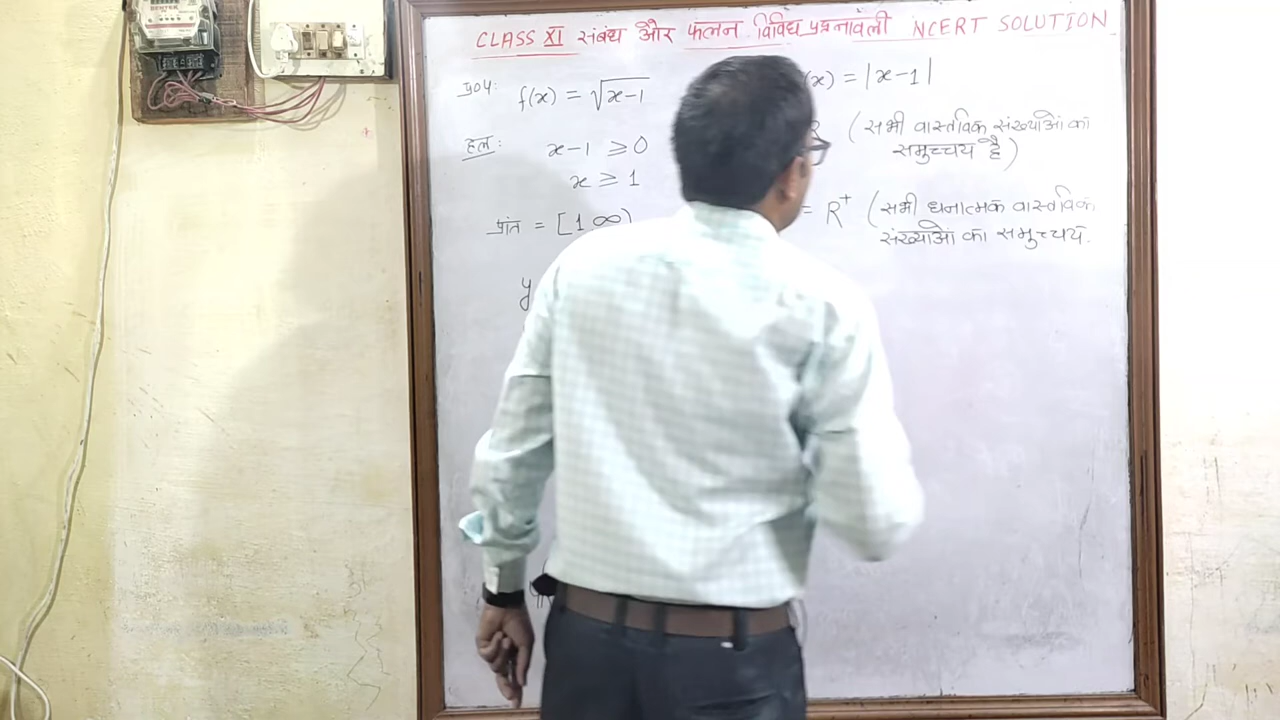 CLASS XI संबंध और फलन विविध प्रश्नावली NCERT SOLUTION
प्र04: f(x) = √x-1
हल: x-1 ≥0
x ≥ 1
प्रांत = [1 ∞)
y
(x) = |x-1|
R (सभी वास्तविक संख्याओं का
समुच्चय है)
= R⁺ (सभी धनात्मक वास्तविक
संख्याओं का समुच्चय.